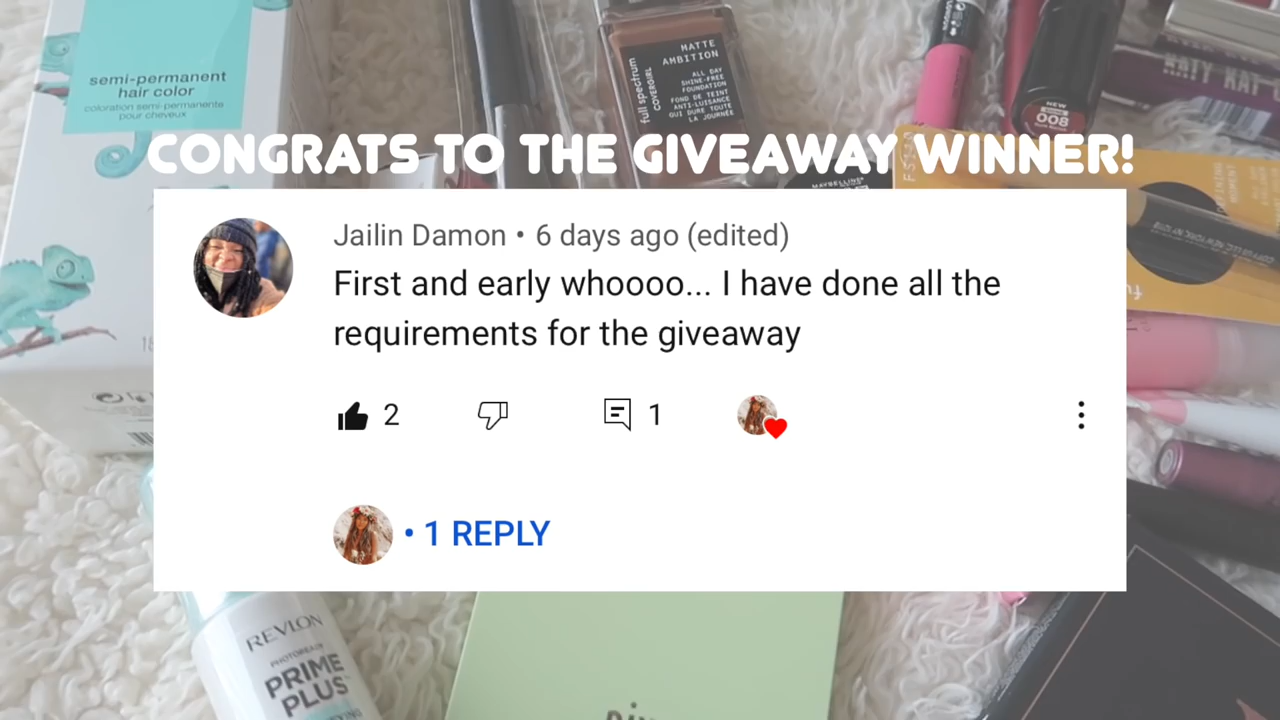 semi-permanent
hair color
coloration semi-permanente
pour cheveux
full spectrum
COVERGIRL
MATTE
AMBITION
ALL DAY
SHINE-FREE
FOUNDATION
FOND DE TEINT
ANTI-LUISANCE
QUI DURE TOUTE
LA JOURNÉE
NEW
008
KATY KAT
CONGRATS TO THE GIVEAWAY WINNER!
MAYBELLINE
Jailin Damon • 6 days ago (edited)
First and early whoooo... I have done all the
requirements for the giveaway
2
1
• 1 REPLY
REVLON
PHOTOREADY
PRIME
PLUS